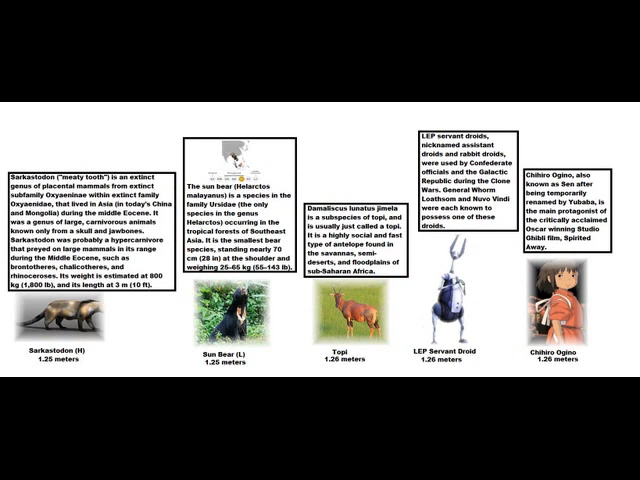 Sarkastodon ("meaty tooth") is an extinct
genus of placental mammals from extinct
subfamily Oxyaeninae within extinct family
Oxyaenidae, that lived in Asia (in today's China
and Mongolia) during the middle Eocene. It
was a genus of large, carnivorous animals
known only from a skull and jawbones.
Sarkastodon was probably a hypercarnivore
that preyed on large mammals in its range
during the Middle Eocene, such as
brontotheres, chalicotheres, and
rhinoceroses. Its weight is estimated at 800
kg (1,800 lb), and its length at 3 m (10 ft).
Sarkastodon (H)
1.25 meters
The sun bear (Helarctos
malayanus) is a species in the
family Ursidae (the only
species in the genus
Helarctos) occurring in the
tropical forests of Southeast
Asia. It is the smallest bear
species, standing nearly 70
cm (28 in) at the shoulder and
weighing 25–65 kg (55–143 lb).
Sun Bear (L)
1.25 meters
Damaliscus lunatus jimela
is a subspecies of topi, and
is usually just called a topi.
It is a highly social and fast
type of antelope found in
the savannas, semi-
deserts, and floodplains of
sub-Saharan Africa.
Topi
1.26 meters
LEP servant droids,
nicknamed assistant
droids and rabbit droids,
were used by Confederate
officials and the Galactic
Republic during the Clone
Wars. General Whorm
Loathsom and Nuvo Vindi
were each known to
possess one of these
droids.
LEP Servant Droid
1.26 meters
Chihiro Ogino, also
known as Sen after
being temporarily
renamed by Yubaba, is
the main protagonist of
the critically acclaimed
Oscar winning Studio
Ghibli film, Spirited
Away.
Chihiro Ogino
1.26 meters